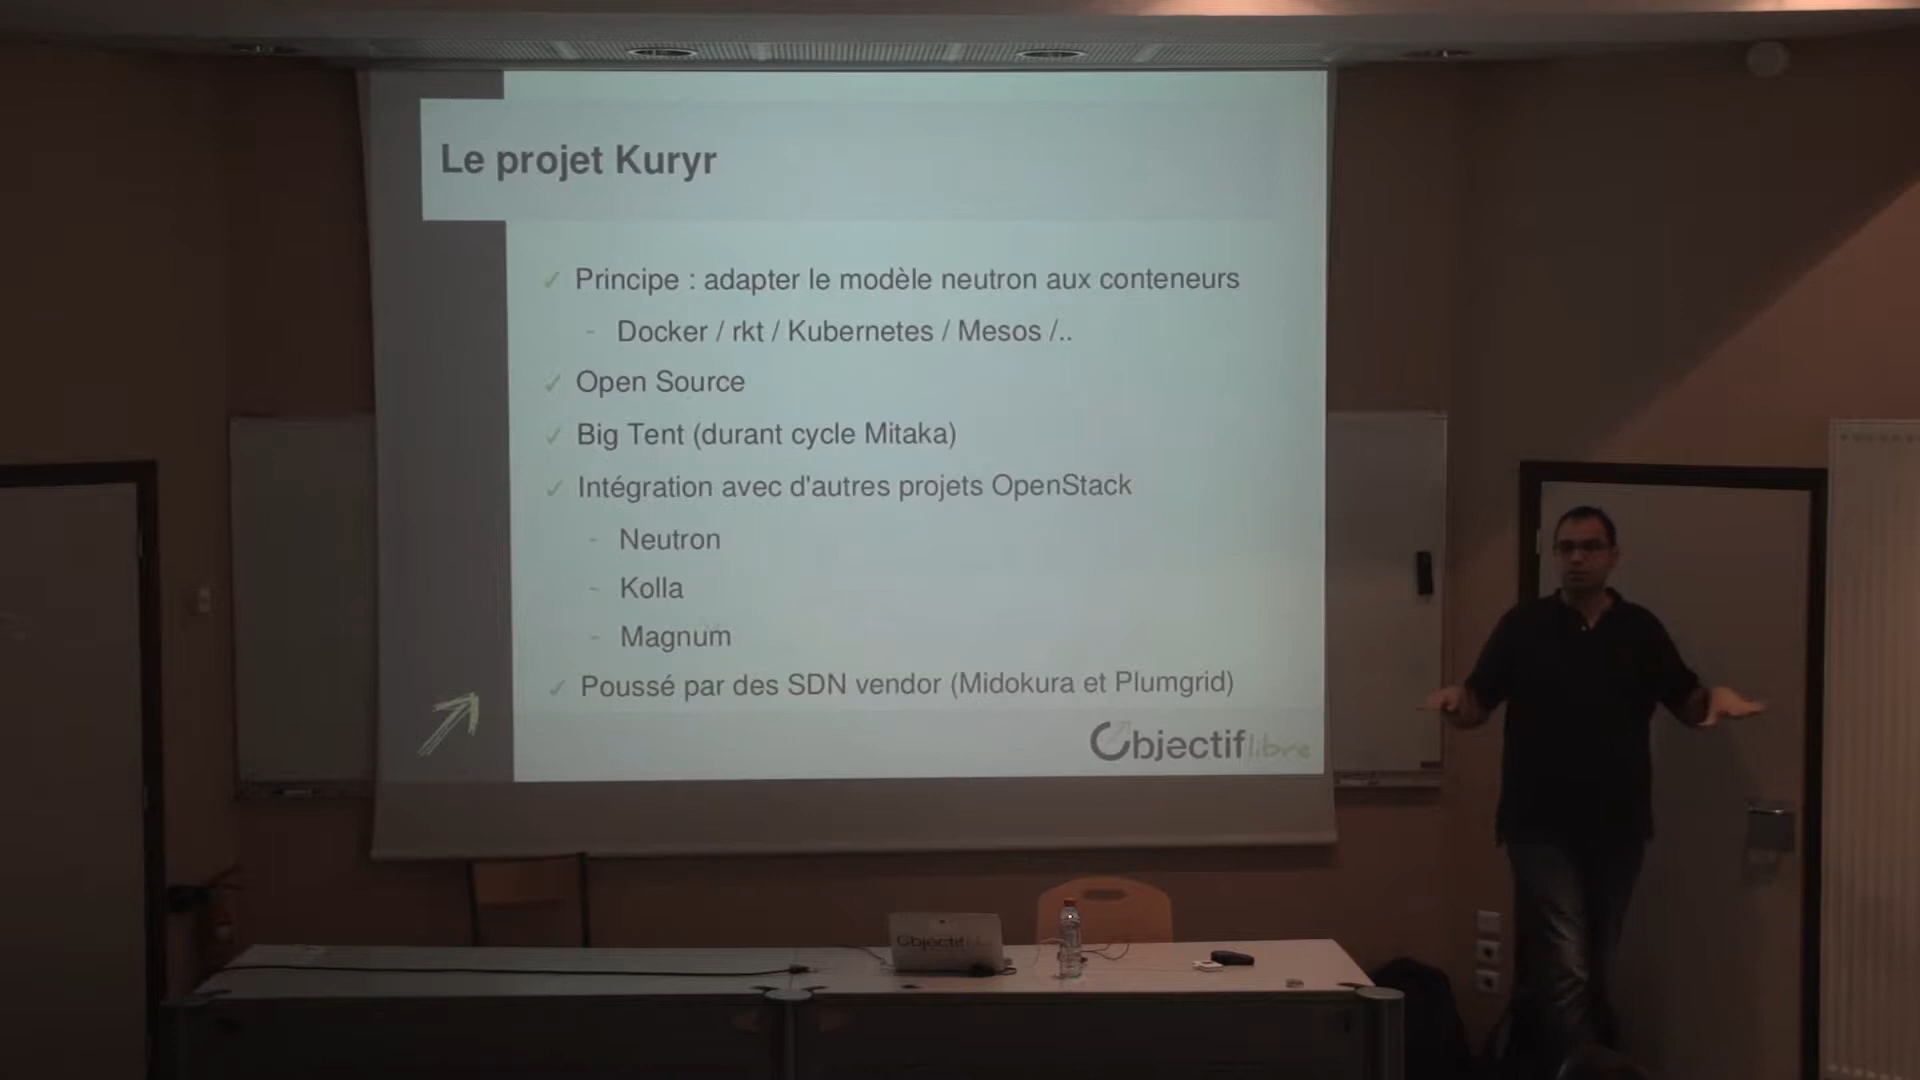 Le projet Kuryr
✓ Principe : adapter le modèle neutron aux conteneurs
- Docker / rkt / Kubernetes / Mesos /..
✓ Open Source
✓ Big Tent (durant cycle Mitaka)
✓ Intégration avec d'autres projets OpenStack
- Neutron
- Kolla
- Magnum
✓ Poussé par des SDN vendor (Midokura et Plumgrid)
Objectif libre
Objectif